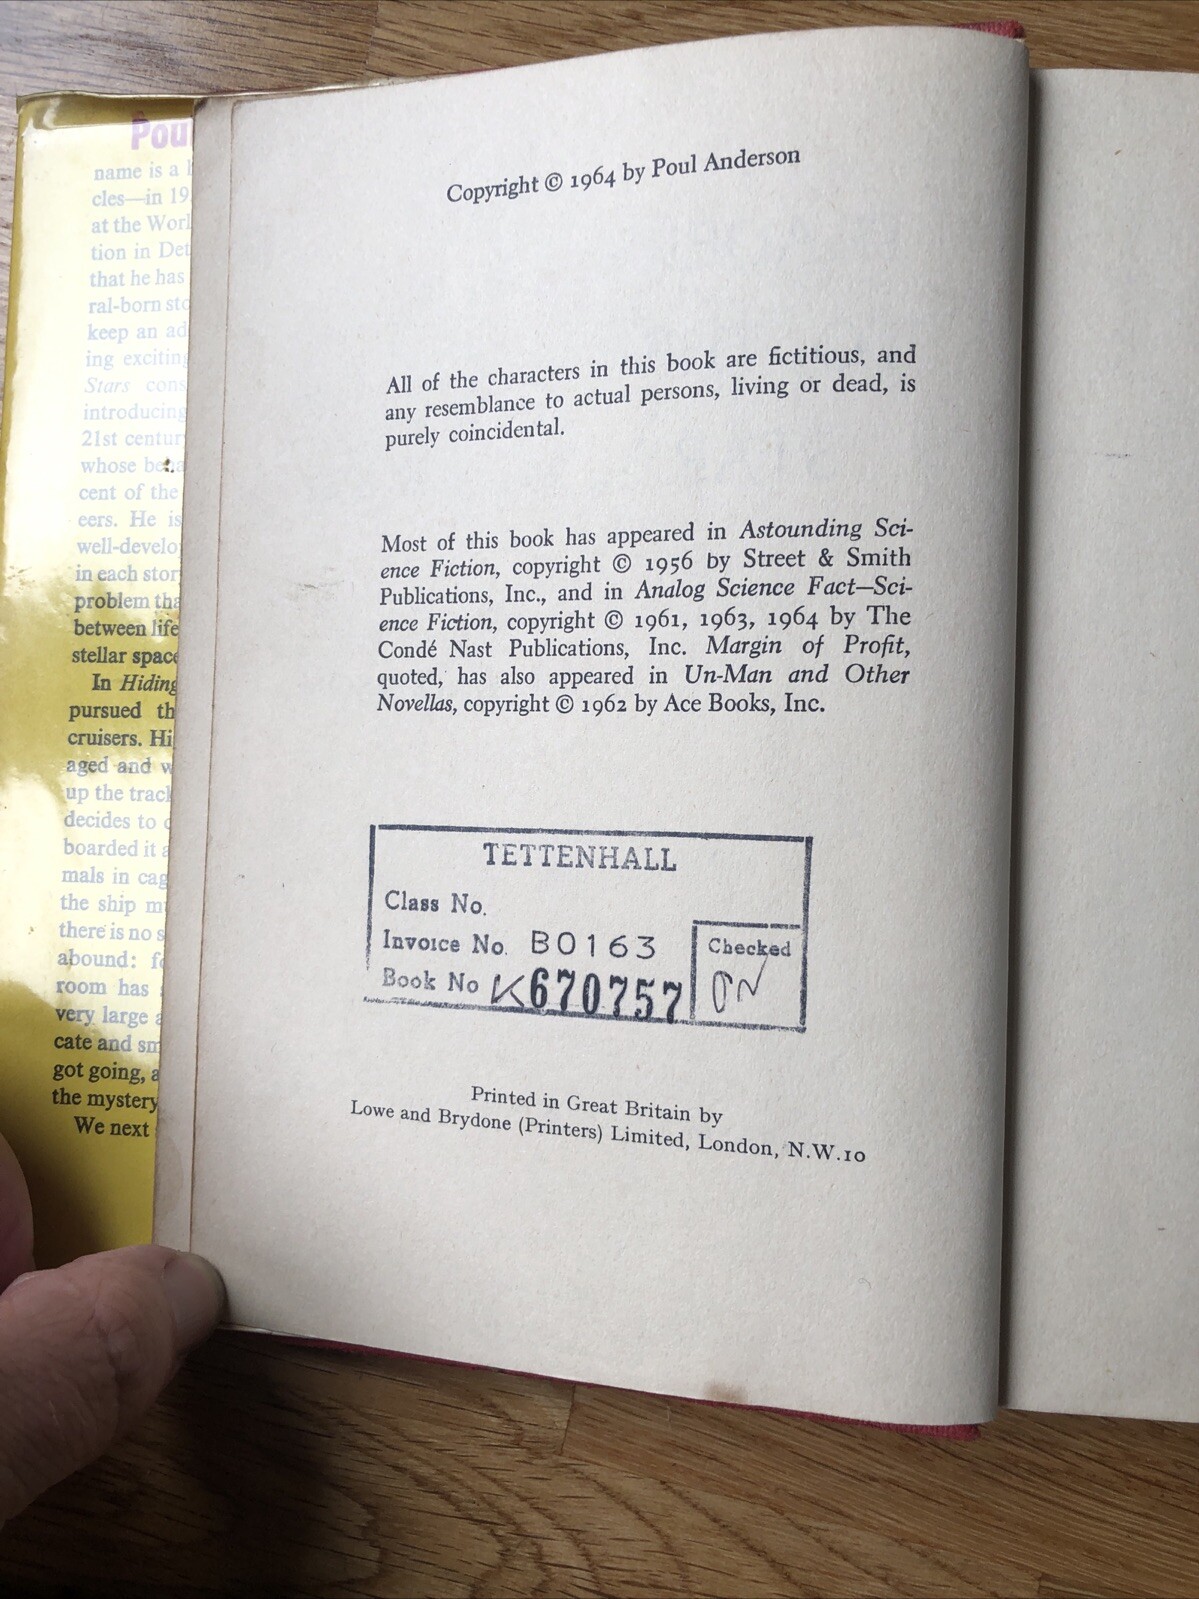 Pou
name is a
cles—in 19
at the Worl
tion in Det
that he has
ral-born sto
keep an ad
ing exciting
Stars cons
introducing
21st centur
whose beha
cent of the
eers. He is
well-develo
in each stor
problem tha
between life
stellar space
In Hiding
pursued th
cruisers. Hi
aged and w
up the track
decides to
boarded it a
mals in cag
the ship m
there is no s
abound: fo
room has
very large a
cate and sm
got going, a
the mystery
We next
Copyright © 1964 by Poul Anderson
All of the characters in this book are fictitious, and
any resemblance to actual persons, living or dead, is
purely coincidental.
Most of this book has appeared in Astounding Sci-
ence Fiction, copyright © 1956 by Street & Smith
Publications, Inc., and in Analog Science Fact—Sci-
ence Fiction, copyright © 1961, 1963, 1964 by The
Condé Nast Publications, Inc. Margin of Profit,
quoted, has also appeared in Un-Man and Other
Novellas, copyright © 1962 by Ace Books, Inc.
TETTENHALL
Class No.
Invoice No. B0163
Checked
Book No K670757
Printed in Great Britain by
Lowe and Brydone (Printers) Limited, London, N.W.10